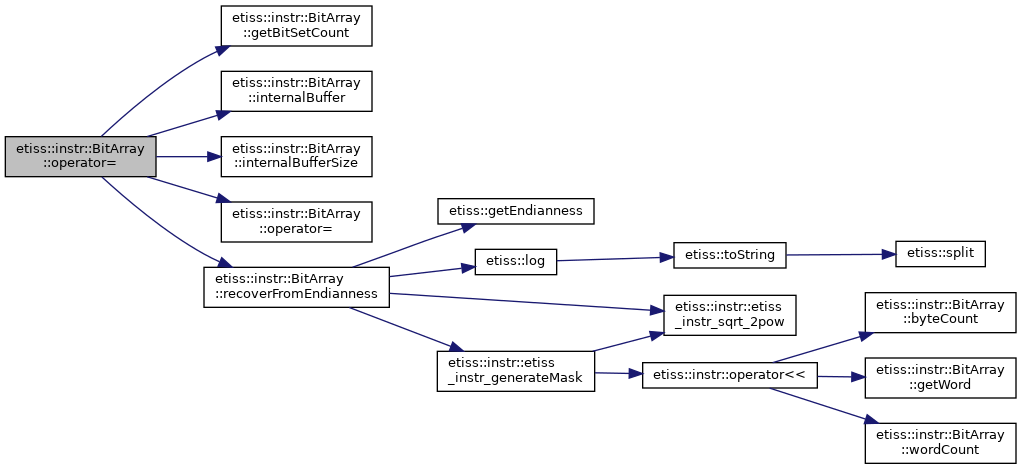 etiss::instr::BitArray
::operator=
etiss::instr::BitArray
::getBitSetCount
etiss::instr::BitArray
::internalBuffer
etiss::instr::BitArray
::internalBufferSize
etiss::instr::BitArray
::operator=
etiss::instr::BitArray
::recoverFromEndianness
etiss::getEndianness
etiss::log
etiss::toString
etiss::split
etiss::instr::etiss
_instr_sqrt_2pow
etiss::instr::etiss
_instr_generateMask
etiss::instr::operator<<
etiss::instr::BitArray
::byteCount
etiss::instr::BitArray
::getWord
etiss::instr::BitArray
::wordCount